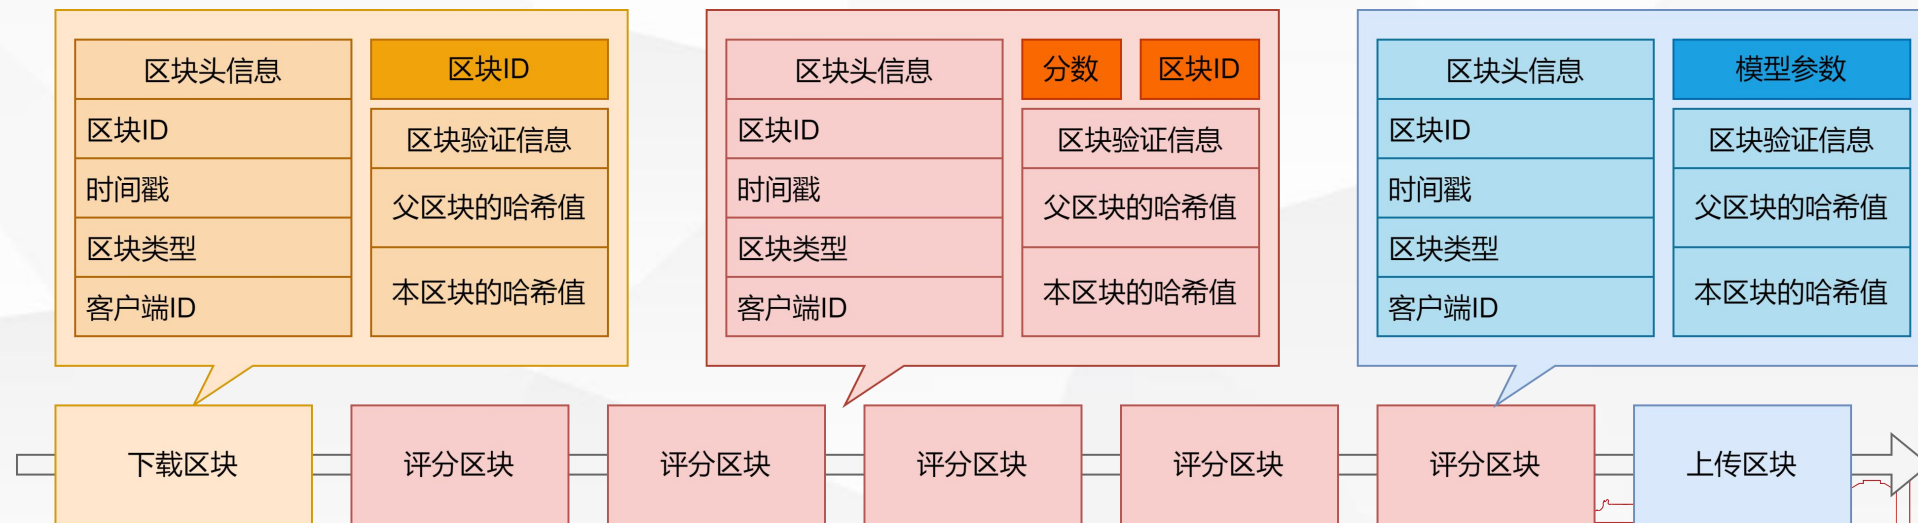 区块头信息
区块ID
时间戳
区块类型
客户端ID
区块ID
区块验证信息
父区块的哈希值
本区块的哈希值
区块头信息
区块ID
时间戳
区块类型
客户端ID
分数
区块ID
区块验证信息
父区块的哈希值
本区块的哈希值
区块头信息
区块ID
时间戳
区块类型
客户端ID
模型参数
区块验证信息
父区块的哈希值
本区块的哈希值
下载区块
评分区块
评分区块
评分区块
评分区块
评分区块
上传区块